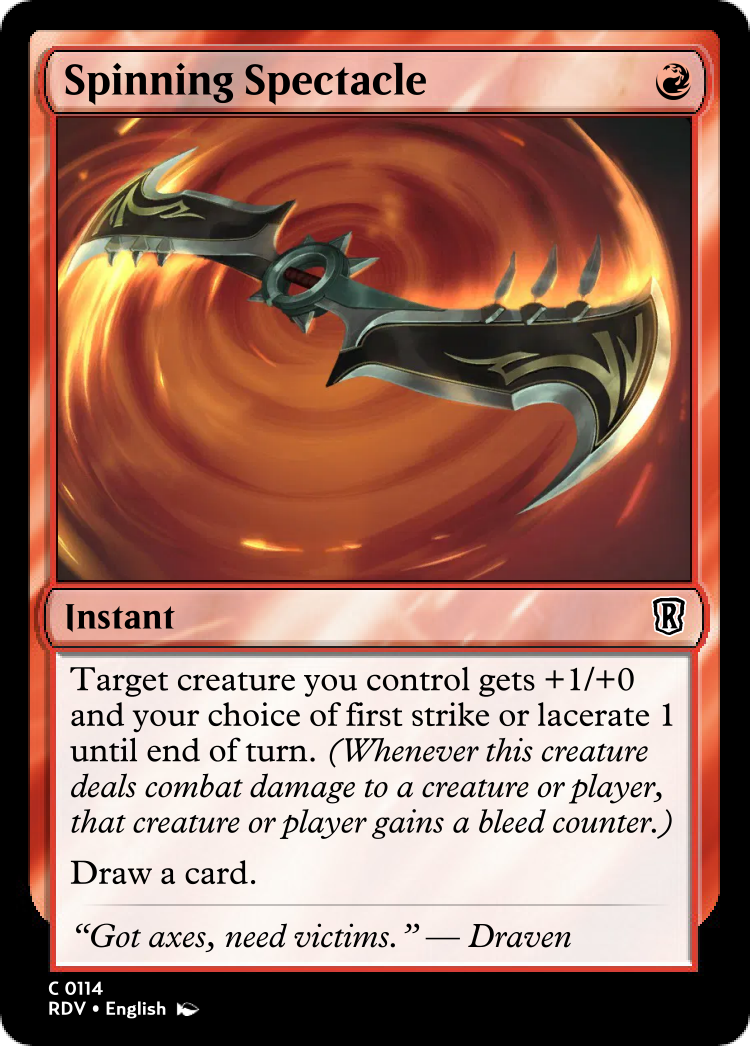 Spinning Spectacle
Instant
R
Target creature you control gets +1/+0
and your choice of first strike or lacerate 1
until end of turn. (Whenever this creature
deals combat damage to a creature or player,
that creature or player gains a bleed counter.)
Draw a card.
“Got axes, need victims.” — Draven
C 0114
RDV • English